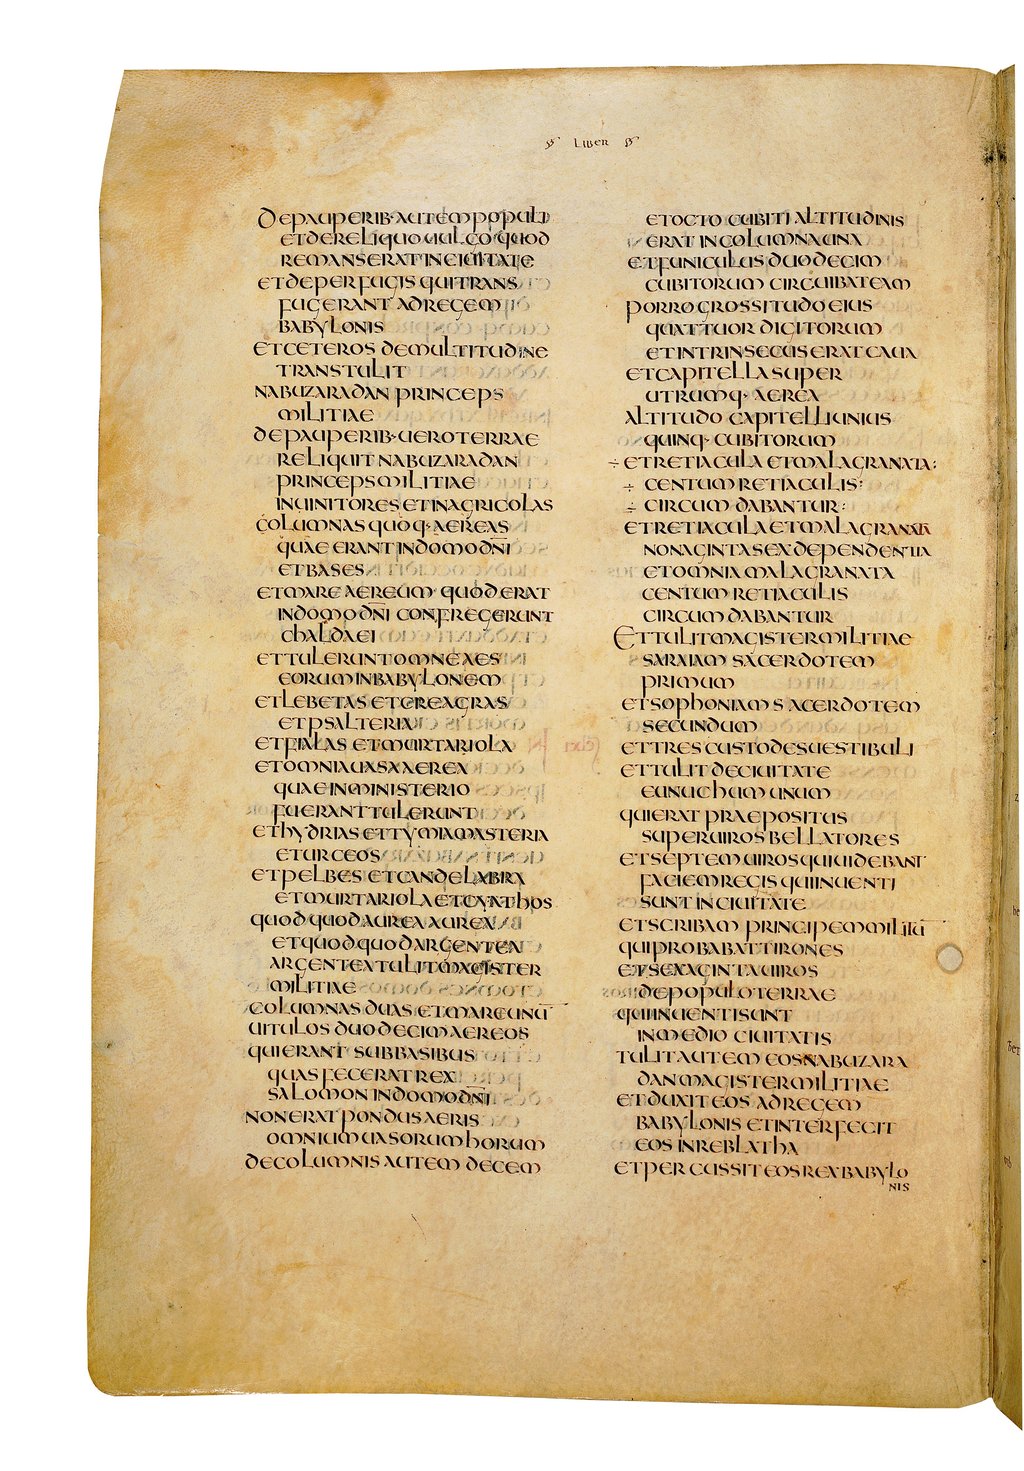 LIBER
DEPAUPERIB· AUTEM POPULI
ETDERELIQUO UULGO QUOD
REMANSERAT IN CIUITATE
ET DE PERFUGIS QUI TRANS
FUGERANT AD REGEM
BABYLONIS
ET CETEROS DE MULTITUDINE
TRANSTULIT
NABUZARADAN PRINCEPS
MILITIAE
DE PAUPERIB· UERO TERRAE
RELIQUIT NABUZARADAN
PRINCEPS MILITIAE
INUINITORES ET INAGRICOLAS
COLUMNAS QUOQ· AEREAS
QUAE ERANT IN DOMO DN̄I
ET BASES
ET MARE AEREUM QUOD ERAT
IN DOMO DN̄I CONFREGERUNT
CHALDAEI
ET TULERUNT OMNE AES
EORUM IN BABYLONEM
ET LEBETAS ET CREAGRAS
ET PSALTERIA
ET FIALAS ET MURTARIOLA
ET OMNIA UASA AEREA
QUAE IN MINISTERIO
FUERANT TULERUNT
ET HYDRIAS ET TYMIAMASTERIA
ET URCEOS
ET PELBES ET CANDELABRA
ET MURTARIOLA ET CYATHOS
QUOD QUOD AUREA AUREA
ET QUOD QUOD ARGENTEA
ARGENTEA TULIT MAGISTER
MILITIAE
COLUMNAS DUAS ET MARE UNŪ
UITULOS DUODECIM AEREOS
QUI ERANT SUB BASIBUS
QUAS FECERAT REX
SALOMON IN DOMO DN̄I
NON ERAT PONDUS AERIS
OMNIUM UASORUM HORUM
DE COLUMNIS AUTEM DECEM
ET OCTO CUBITI ALTITUDINIS
ERAT IN COLUMNA UNA
ET FUNICULUS DUODECIM
CUBITORUM CIRCUIBAT EAM
PORRO GROSSITUDO EIUS
QUATTUOR DIGITORUM
ET INTRINSECUS ERAT CAUA
ET CAPITELLA SUPER
UTRUMQ· AEREA
ALTITUDO CAPITELLI UNIUS
QUINQ· CUBITORUM
÷ ET RETIACULA ET MALAGRANATA:
÷ CENTUM RETIACULIS:
÷ CIRCUMDABANTUR:
ET RETIACULA ET MALAGRANATA
NONAGINTA SEX DEPENDENTIA
ET OMNIA MALAGRANATA
CENTUM RETIACULIS
CIRCUMDABANTUR
ET TULIT MAGISTER MILITIAE
SARAIAM SACERDOTEM
PRIMUM
ET SOPHONIAM SACERDOTEM
SECUNDUM
ET TRES CUSTODES UESTIBULI
ET TULIT DE CIUITATE
EUNUCHUM UNUM
QUI ERAT PRAEPOSITUS
SUPER UIROS BELLATORES
ET SEPTEM UIROS QUI UIDEBANT
FACIEM REGIS QUI INUENTI
SUNT IN CIUITATE
ET SCRIBAM PRINCIPEM MILITŪ
QUI PROBABAT TIRONES
ET SEXAGINTA UIROS
DE POPULO TERRAE
QUI INUENTI SUNT
IN MEDIO CIUITATIS
TULIT AUTEM EOS NABUZARA
DAN MAGISTER MILITIAE
ET DUXIT EOS AD REGEM
BABYLONIS ET INTERFECIT
EOS IN REBLATHA
ET PERCUSSIT EOS REX BABYLO
NIS